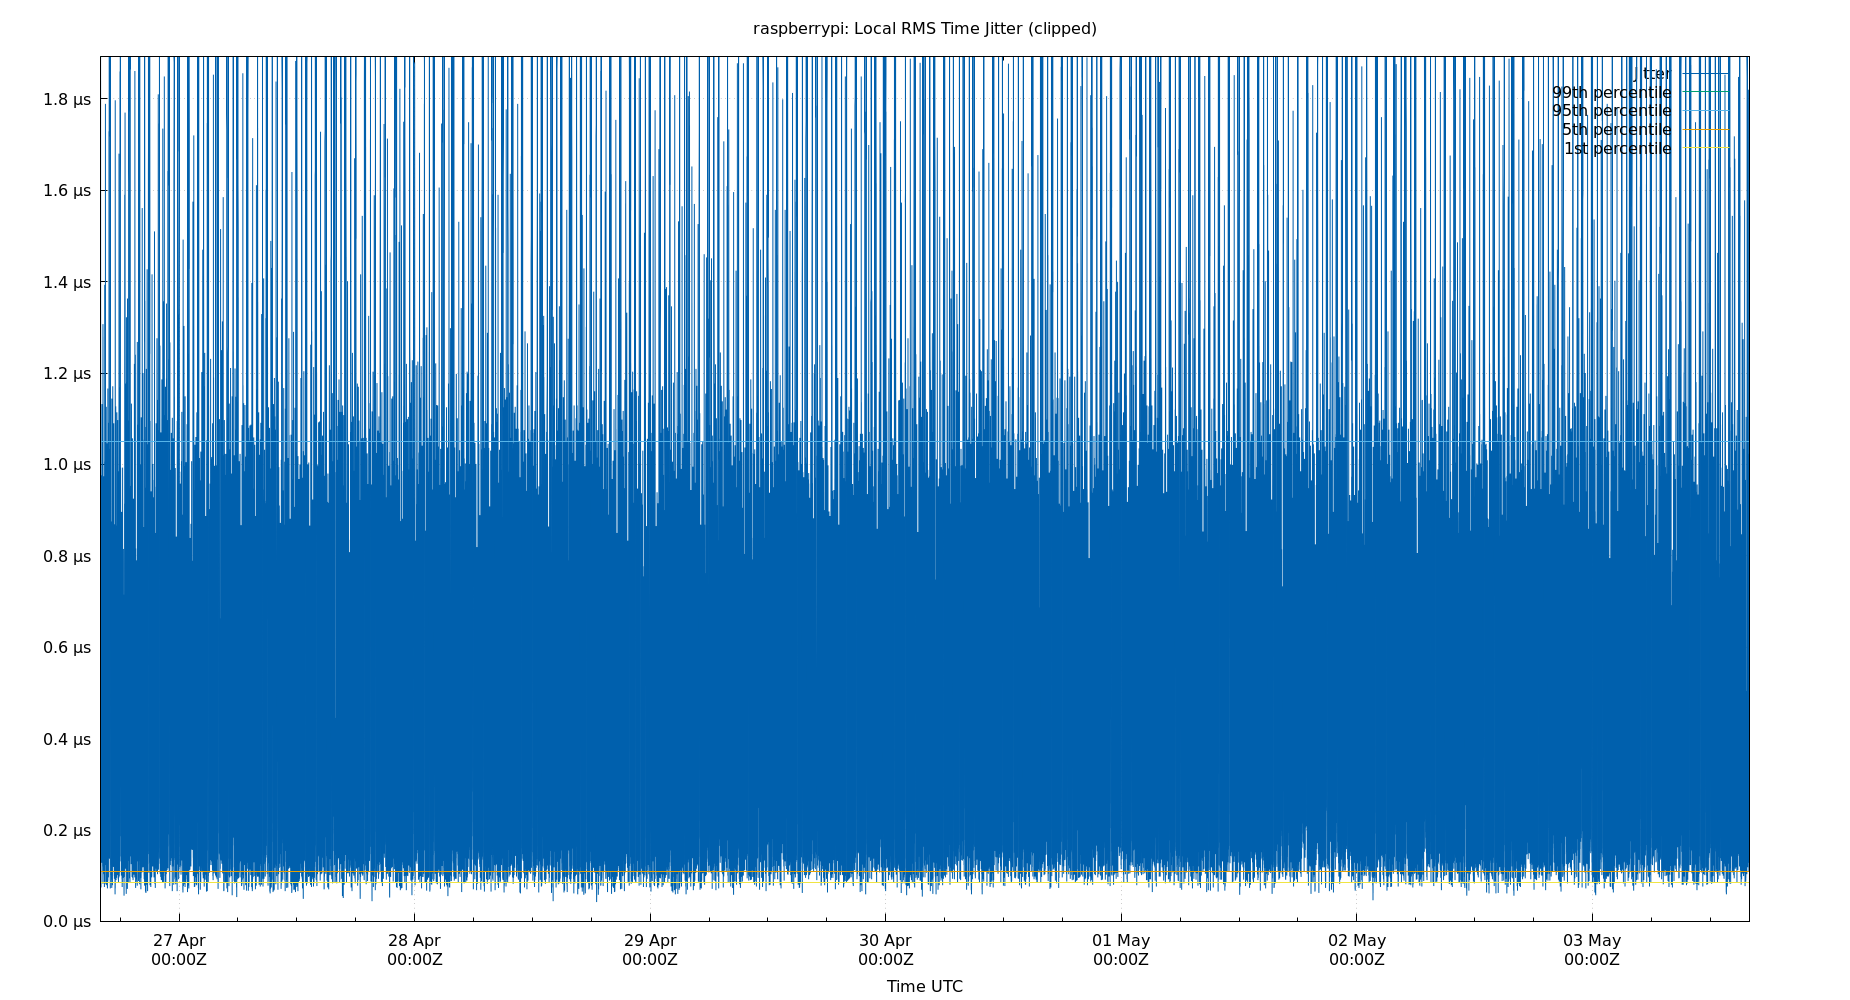 raspberrypi: Local RMS Time Jitter (clipped)
jitter
99th percentile
95th percentile
5th percentile
1st percentile
1.8 µs
1.6 µs
1.4 µs
1.2 µs
1.0 µs
0.8 µs
0.6 µs
0.4 µs
0.2 µs
0.0 µs
27 Apr 28 Apr 29 Apr 30 Apr 01 May 02 May 03 May
00:00Z 00:00Z 00:00Z 00:00Z 00:00Z 00:00Z 00:00Z
Time UTC